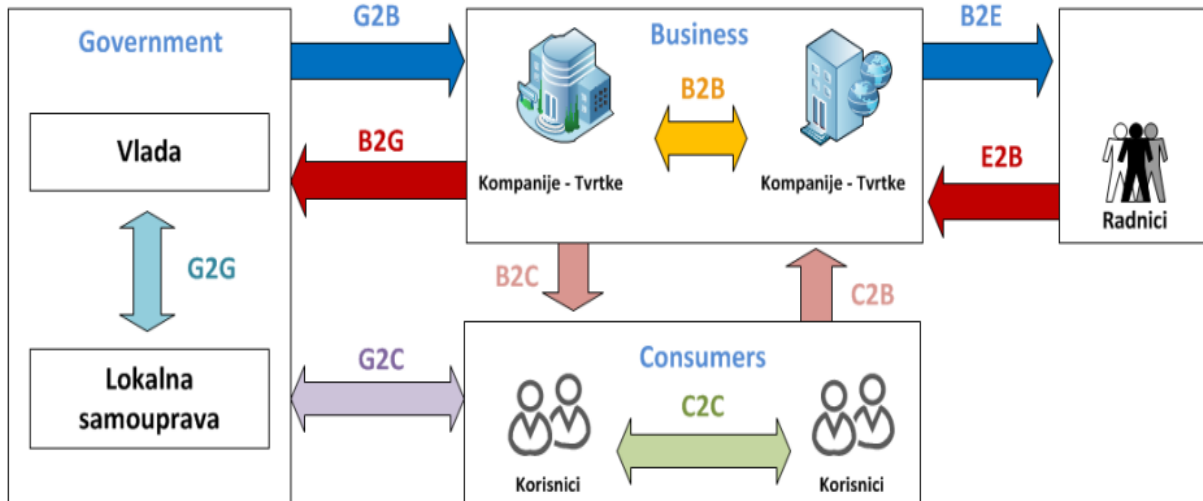 G2B
B2E
Government
Business
B2B
Vlada
B2G
E2B
Kompanije - Tvrtke
Kompanije - Tvrtke
Radnici
G2G
B2C
C2B
G2C
Consumers
Lokalna
samouprava
C2C
Korisnici
Korisnici